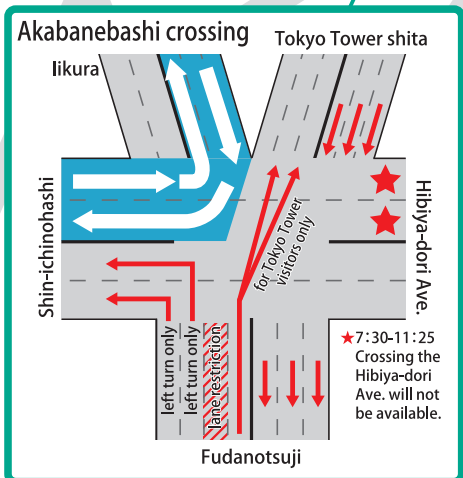 Akabanebashi crossing
Tokyo Tower shita
Iikura
Shin-ichinohashi
Hibiya-dori Ave.
for Tokyo Tower
visitors only
left turn only
left turn only
lane restriction
★7:30-11:25
Crossing the
Hibiya-dori
Ave. will not
be available.
Fudanotsuji